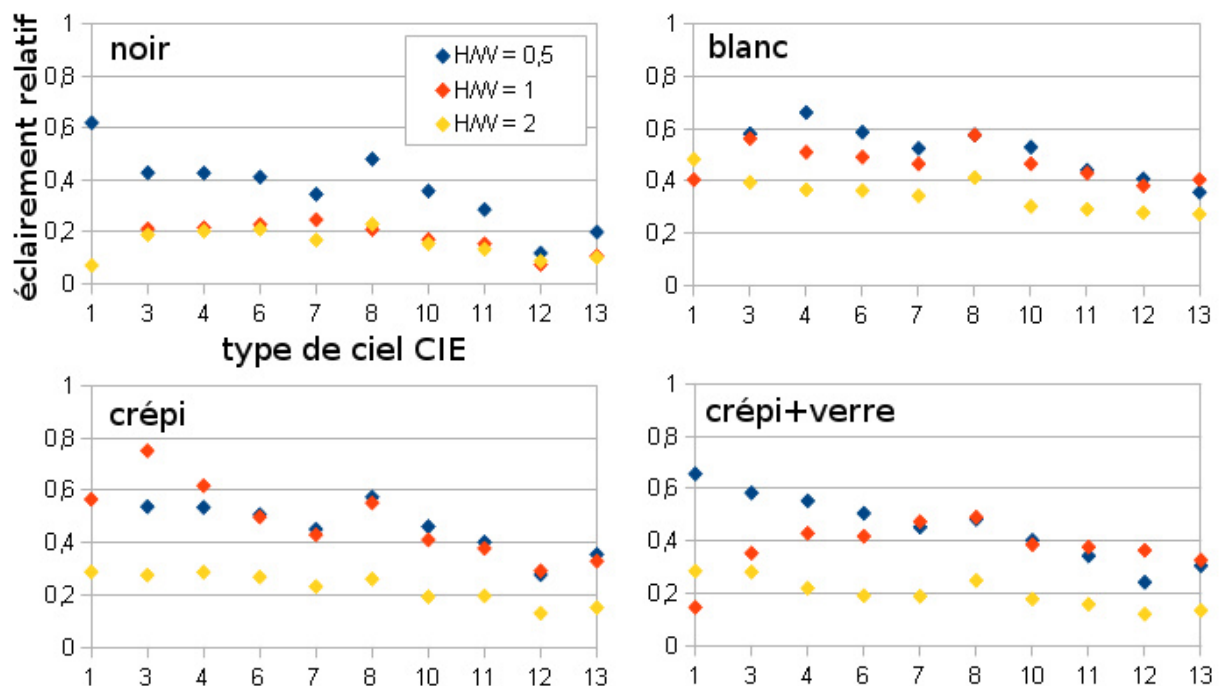 éclairement relatif
noir
1
0,8
0,6
0,4
0,2
0
H/W = 0,5
H/W = 1
H/W = 2
1 3 4 6 7 8 10 11 12 13
type de ciel CIE
blanc
1
0,8
0,6
0,4
0,2
0
1 3 4 6 7 8 10 11 12 13
crépi
1
0,8
0,6
0,4
0,2
0
1 3 4 6 7 8 10 11 12 13
crépi+verre
1
0,8
0,6
0,4
0,2
0
1 3 4 6 7 8 10 11 12 13